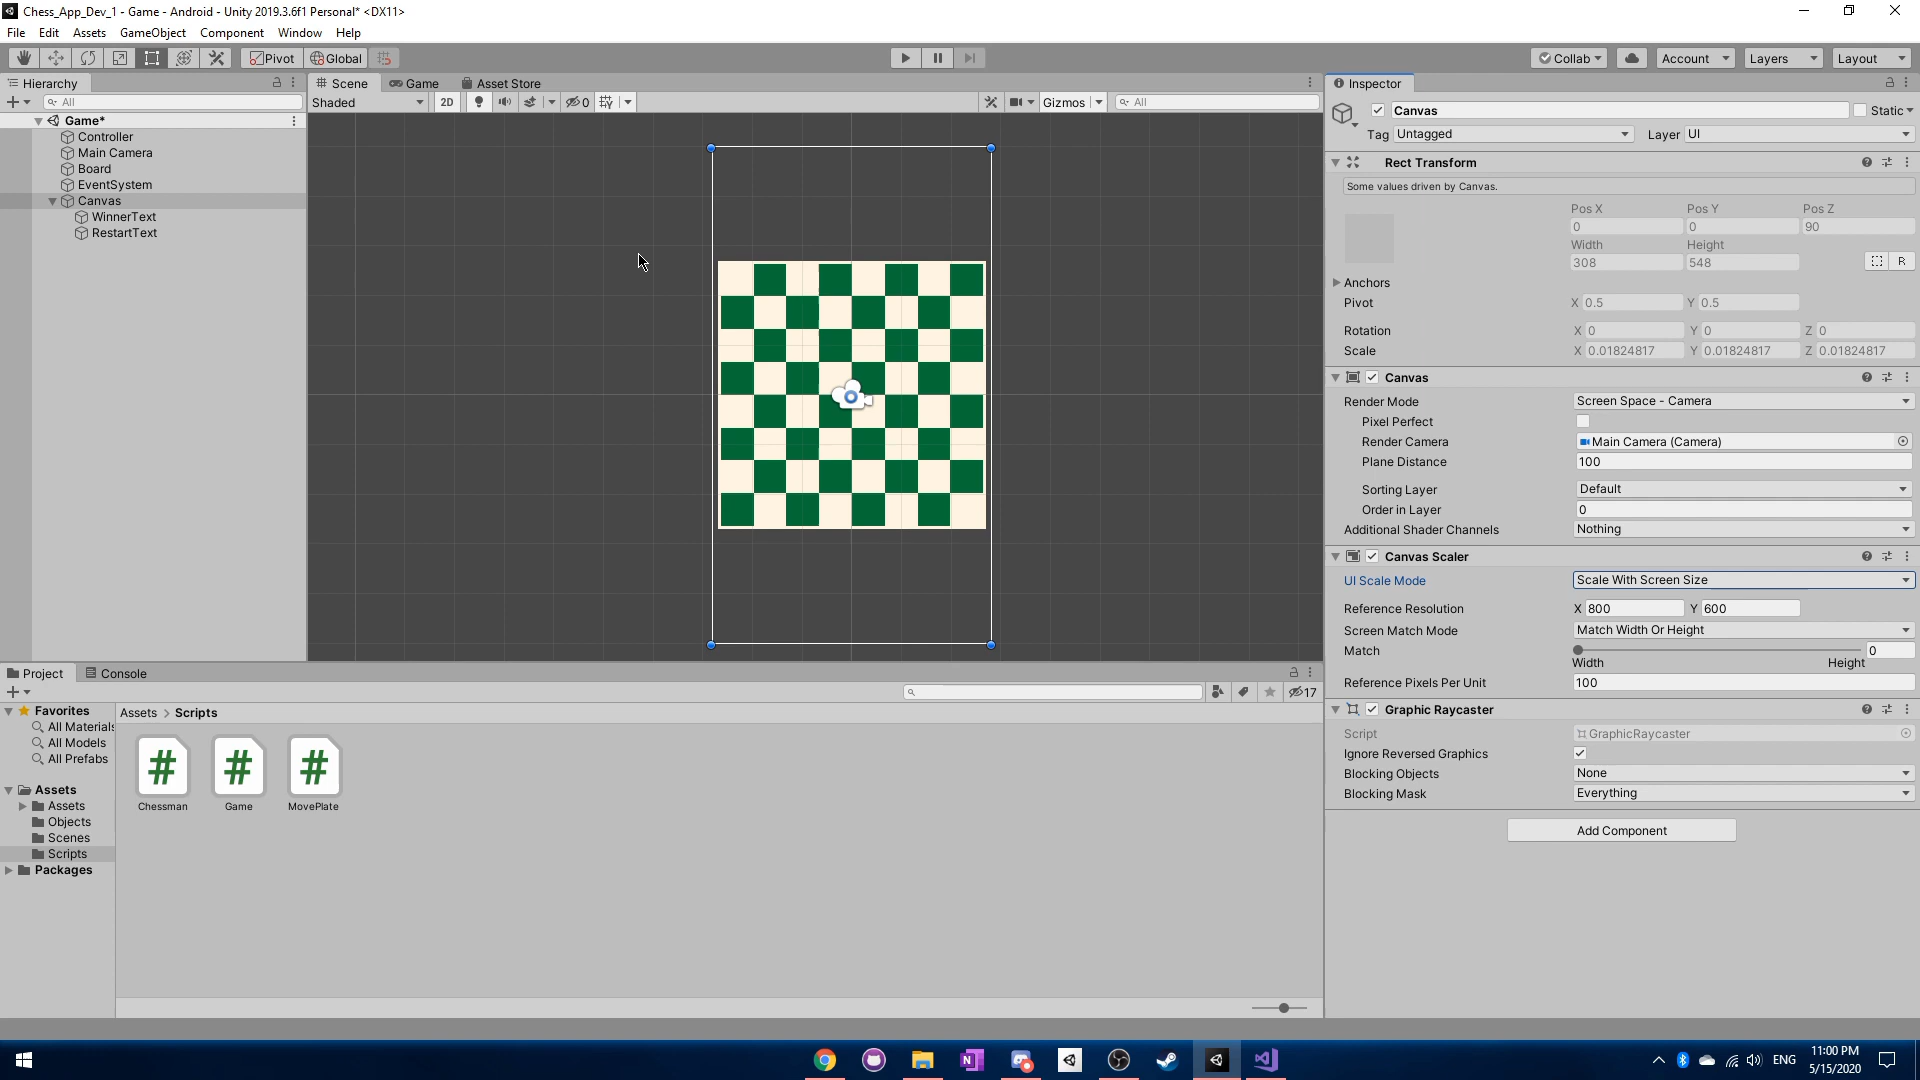 Chess_App_Dev_1 - Game - Android - Unity 2019.3.6f1 Personal* <DX11>
File Edit Assets GameObject Component Window Help
Pivot Global Collab Account Layers Layout
Hierarchy
All
Game*
Controller
Main Camera
Board
EventSystem
Canvas
WinnerText
RestartText
Scene Game Asset Store
Shaded 2D 0 Gizmos All
Inspector
Canvas Static
Tag Untagged Layer UI
Rect Transform
Some values driven by Canvas.
Pos X Pos Y Pos Z
0 0 90
Width Height
308 548 R
Anchors
Pivot X 0.5 Y 0.5
Rotation X 0 Y 0 Z 0
Scale X 0.01824817 Y 0.01824817 Z 0.01824817
Canvas
Render Mode Screen Space - Camera
Pixel Perfect
Render Camera Main Camera (Camera)
Plane Distance 100
Sorting Layer Default
Order in Layer 0
Additional Shader Channels Nothing
Canvas Scaler
UI Scale Mode Scale With Screen Size
Reference Resolution X 800 Y 600
Screen Match Mode Match Width Or Height
Match 0
Width Height
Reference Pixels Per Unit 100
Graphic Raycaster
Script GraphicRaycaster
Ignore Reversed Graphics
Blocking Objects None
Blocking Mask Everything
Add Component
Project Console
17
Favorites
All Materials
All Models
All Prefabs
Assets
Assets
Objects
Scenes
Scripts
Packages
Assets > Scripts
# # #
Chessman Game MovePlate
ENG
11:00 PM
5/15/2020